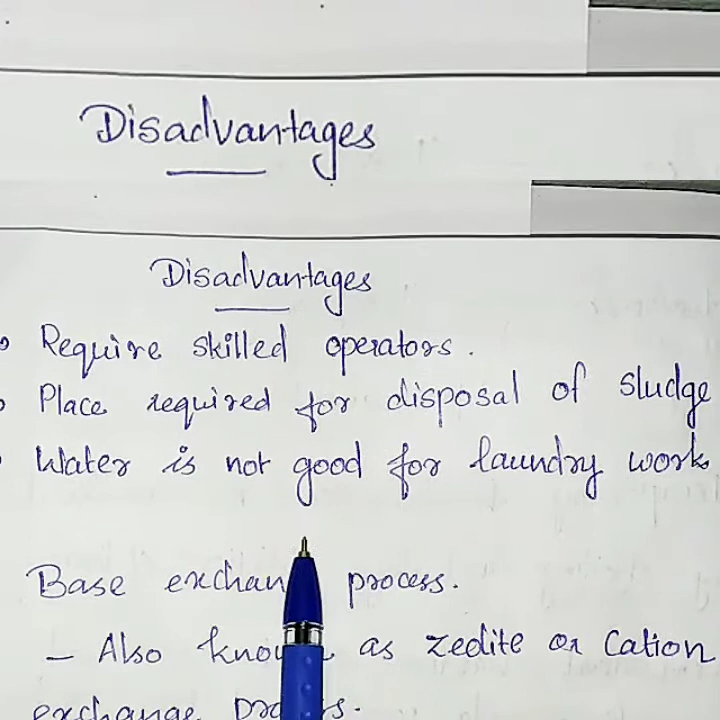 Disadvantages
Disadvantages
Require skilled operators.
Place required for disposal of sludge
Water is not good for laundry work
Base exchan process.
- Also know as zeolite or Cation
exchange